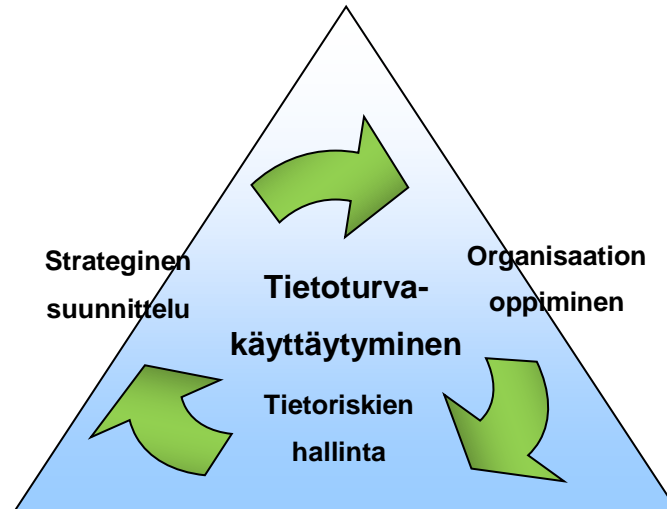 Strateginen
suunnittelu
Organisaation
oppiminen
Tietoturva-
käyttäytyminen
Tietoriskien
hallinta